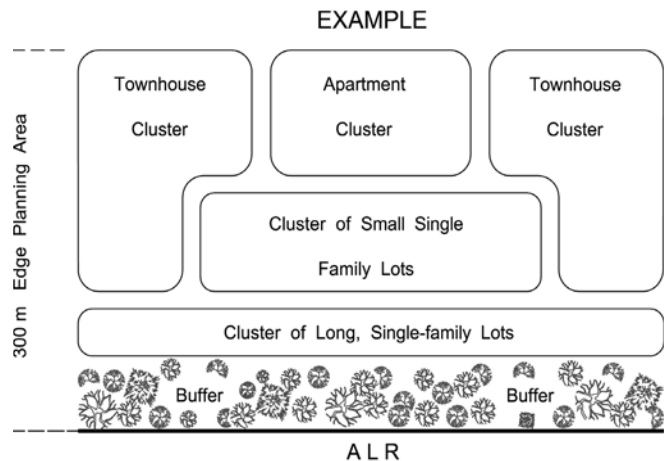 EXAMPLE
Townhouse
Cluster
Apartment
Cluster
Townhouse
Cluster
300 m Edge Planning Area
Cluster of Small Single
Family Lots
Cluster of Long, Single-family Lots
Buffer
Buffer
ALR